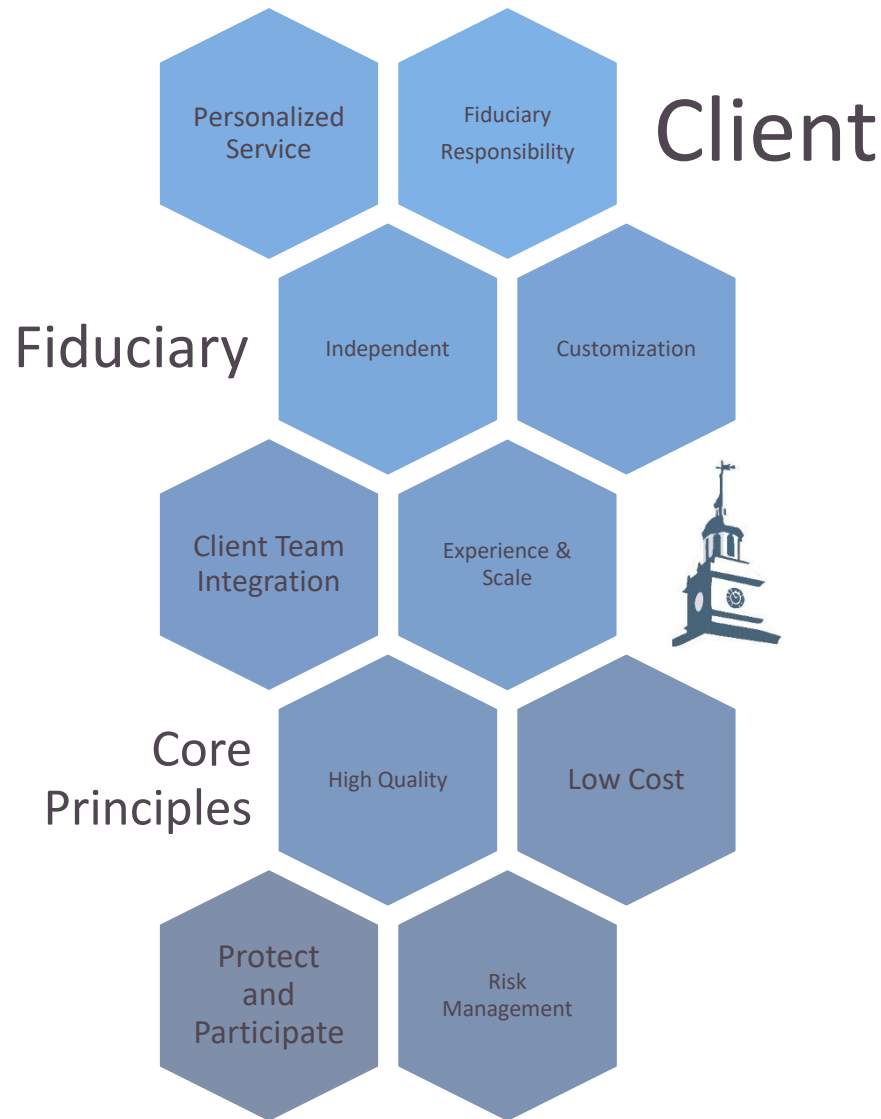 Personalized
Service
Fiduciary
Responsibility
Client
Fiduciary
Independent
Customization
Client Team
Integration
Experience &
Scale
Core
Principles
High Quality
Low Cost
Protect
and
Participate
Risk
Management